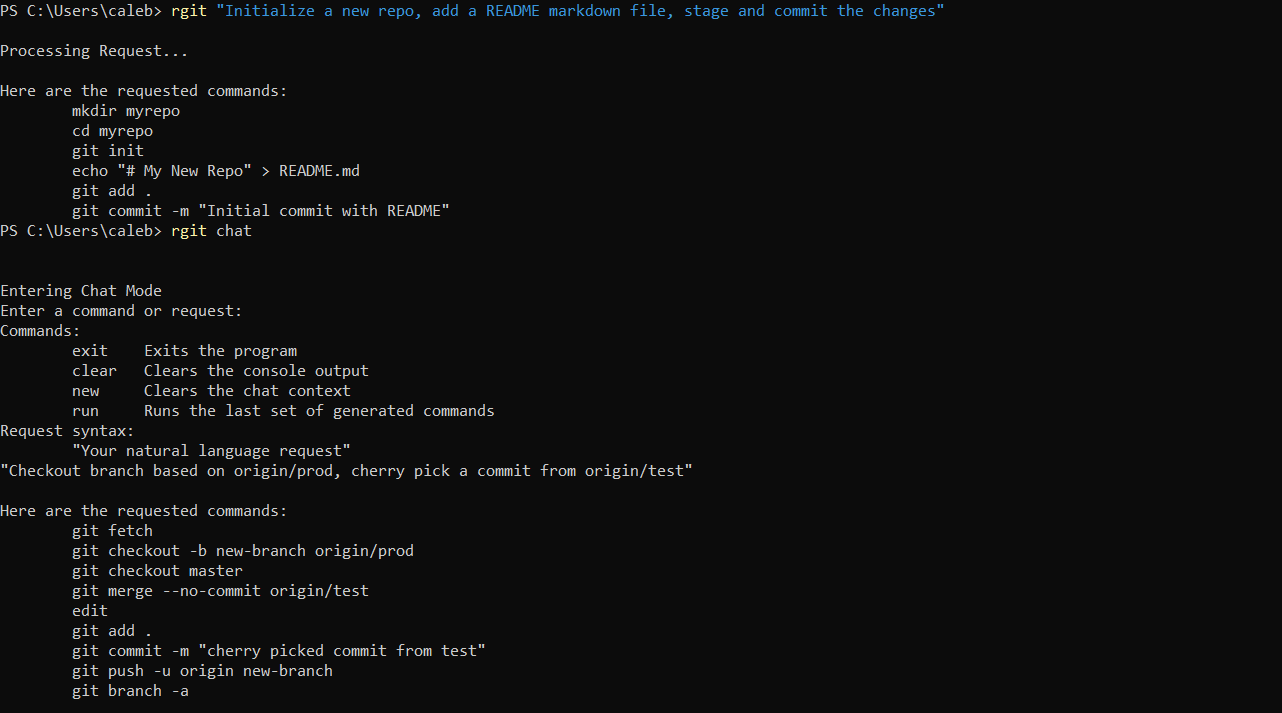 PS C:\Users\caleb> rgit "Initialize a new repo, add a README markdown file, stage and commit the changes"
Processing Request...
Here are the requested commands:
mkdir myrepo
cd myrepo
git init
echo "# My New Repo" > README.md
git add .
git commit -m "Initial commit with README"
PS C:\Users\caleb> rgit chat
Entering Chat Mode
Enter a command or request:
Commands:
exit    Exits the program
clear   Clears the console output
new     Clears the chat context
run     Runs the last set of generated commands
Request syntax:
"Your natural language request"
"Checkout branch based on origin/prod, cherry pick a commit from origin/test"
Here are the requested commands:
git fetch
git checkout -b new-branch origin/prod
git checkout master
git merge --no-commit origin/test
edit
git add .
git commit -m "cherry picked commit from test"
git push -u origin new-branch
git branch -a